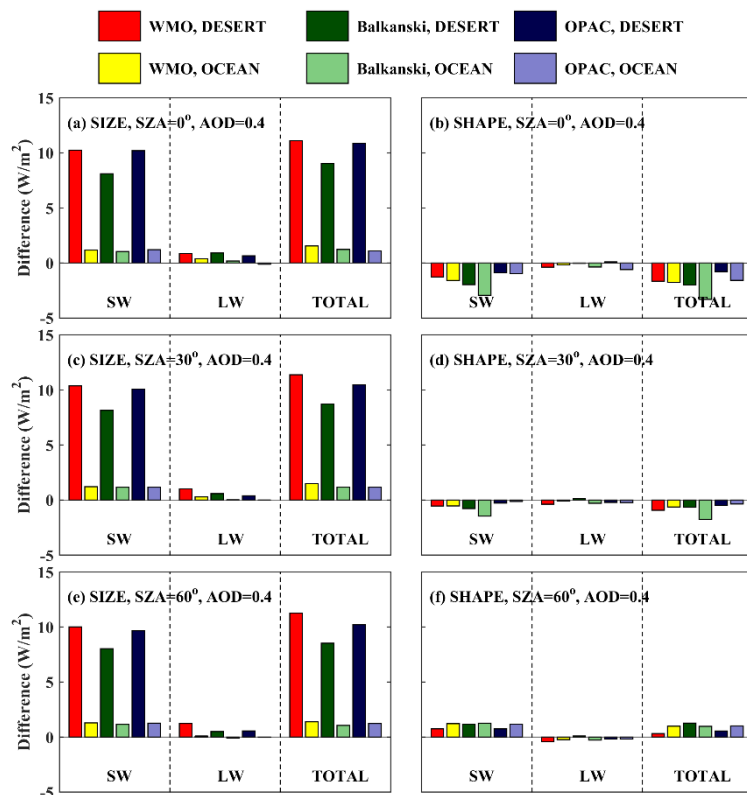 WMO, DESERT Balkanski, DESERT OPAC, DESERT
WMO, OCEAN Balkanski, OCEAN OPAC, OCEAN
15
10
5
0
-5
Difference (W/m²)
(a) SIZE, SZA=0°, AOD=0.4
SW LW TOTAL
(b) SHAPE, SZA=0°, AOD=0.4
SW LW TOTAL
15
10
5
0
-5
Difference (W/m²)
(c) SIZE, SZA=30°, AOD=0.4
SW LW TOTAL
(d) SHAPE, SZA=30°, AOD=0.4
SW LW TOTAL
15
10
5
0
-5
Difference (W/m²)
(e) SIZE, SZA=60°, AOD=0.4
SW LW TOTAL
(f) SHAPE, SZA=60°, AOD=0.4
SW LW TOTAL